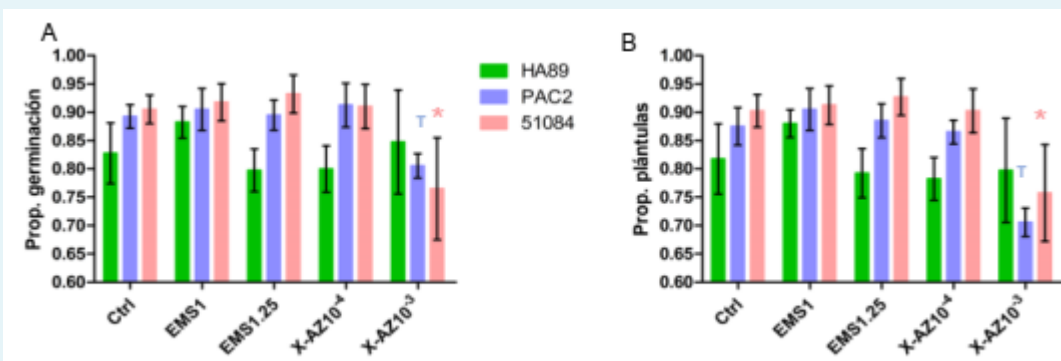 A
Prop. germinación
1.00
0.95
0.90
0.85
0.80
0.75
0.70
0.65
0.60
T
*
Ctrl
EMS1
EMS1.25
X-AZ10⁻⁴
X-AZ10⁻³
HA89
PAC2
51084
B
Prop. plántulas
1.00
0.95
0.90
0.85
0.80
0.75
0.70
0.65
0.60
T
*
Ctrl
EMS1
EMS1.25
X-AZ10⁻⁴
X-AZ10⁻³